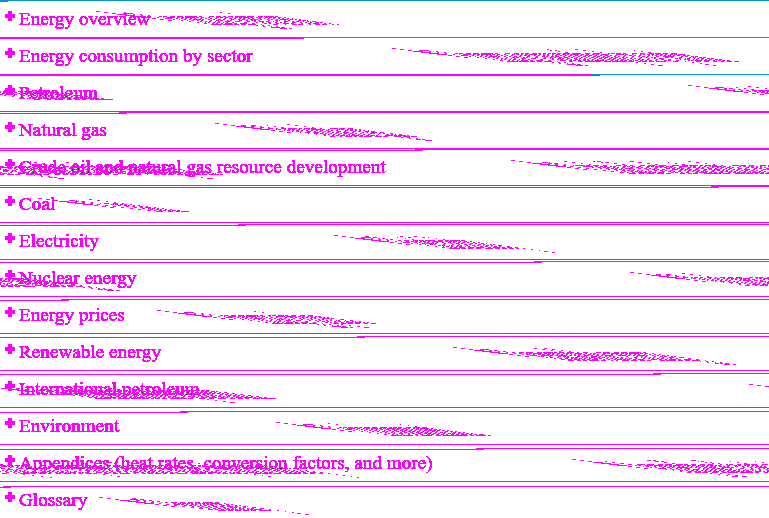 Energy overview
Energy consumption by sector
Petroleum
Natural gas
Crude oil and natural gas resource development
Coal
Electricity
Nuclear energy
Energy prices
Renewable energy
International petroleum
Environment
Appendices (heat rates, conversion factors, and more)
Glossary